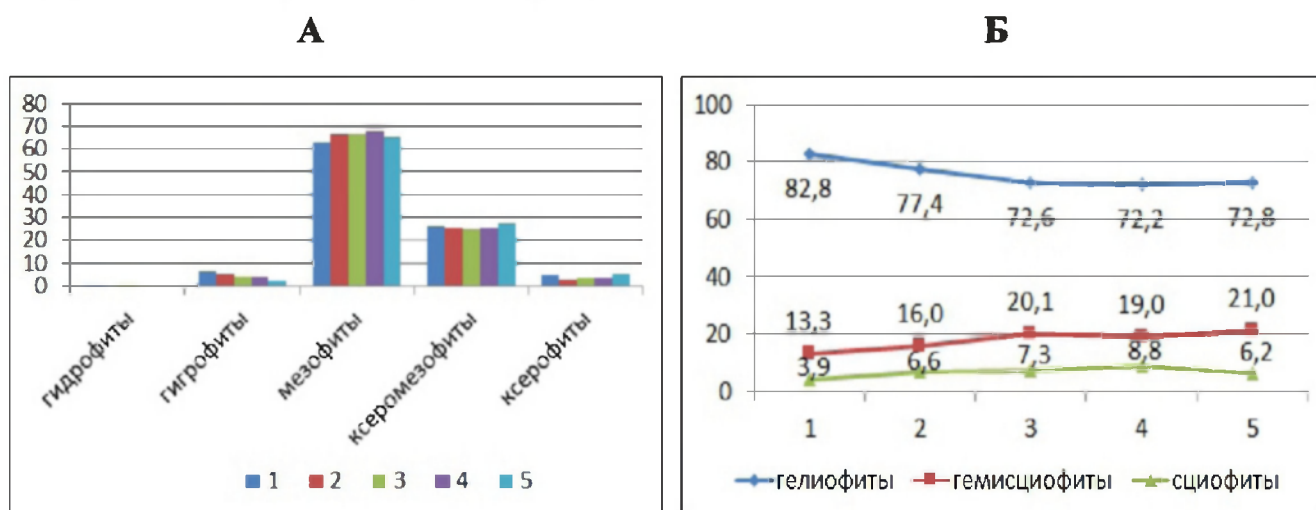 А
80
70
60
50
40
30
20
10
0
гидрофиты
гигрофиты
мезофиты
ксеромезофиты
ксерофиты
1 2 3 4 5
Б
100
80
60
40
20
0
82,8 77,4 72,6 72,2 72,8
13,3 16,0 20,1 19,0 21,0
3,9 6,6 7,3 8,8 6,2
1 2 3 4 5
гелиофиты гемисциофиты сциофиты